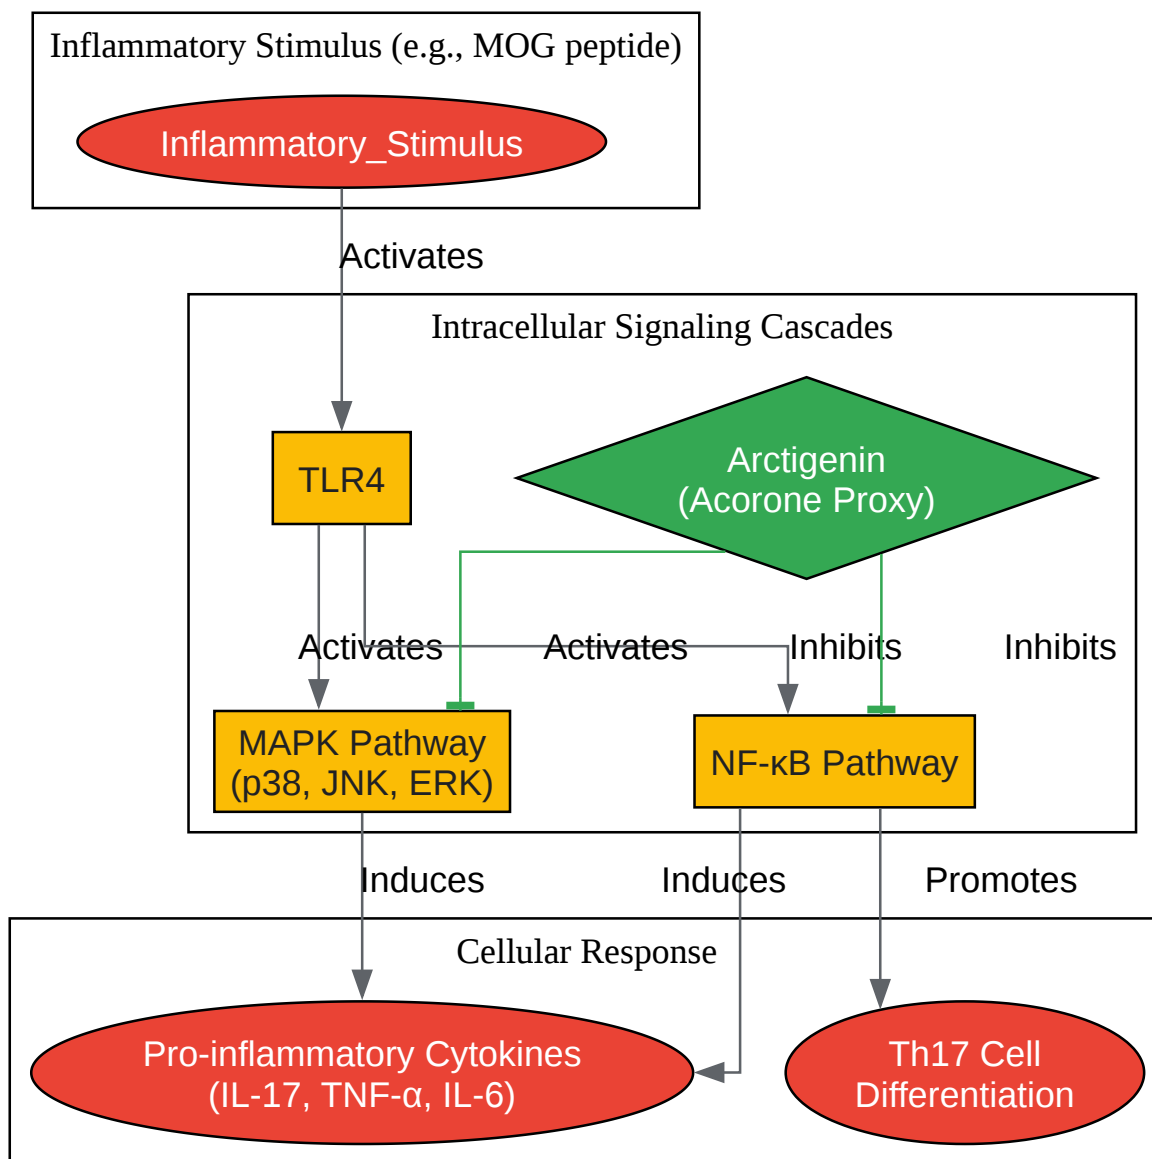 Inflammatory Stimulus (e.g., MOG peptide)
Inflammatory_Stimulus
Activates
Intracellular Signaling Cascades
TLR4
Arctigenin
(Acorone Proxy)
Activates
Activates
Inhibits
Inhibits
MAPK Pathway
(p38, JNK, ERK)
NF-κB Pathway
Induces
Induces
Promotes
Cellular Response
Pro-inflammatory Cytokines
(IL-17, TNF-α, IL-6)
Th17 Cell
Differentiation